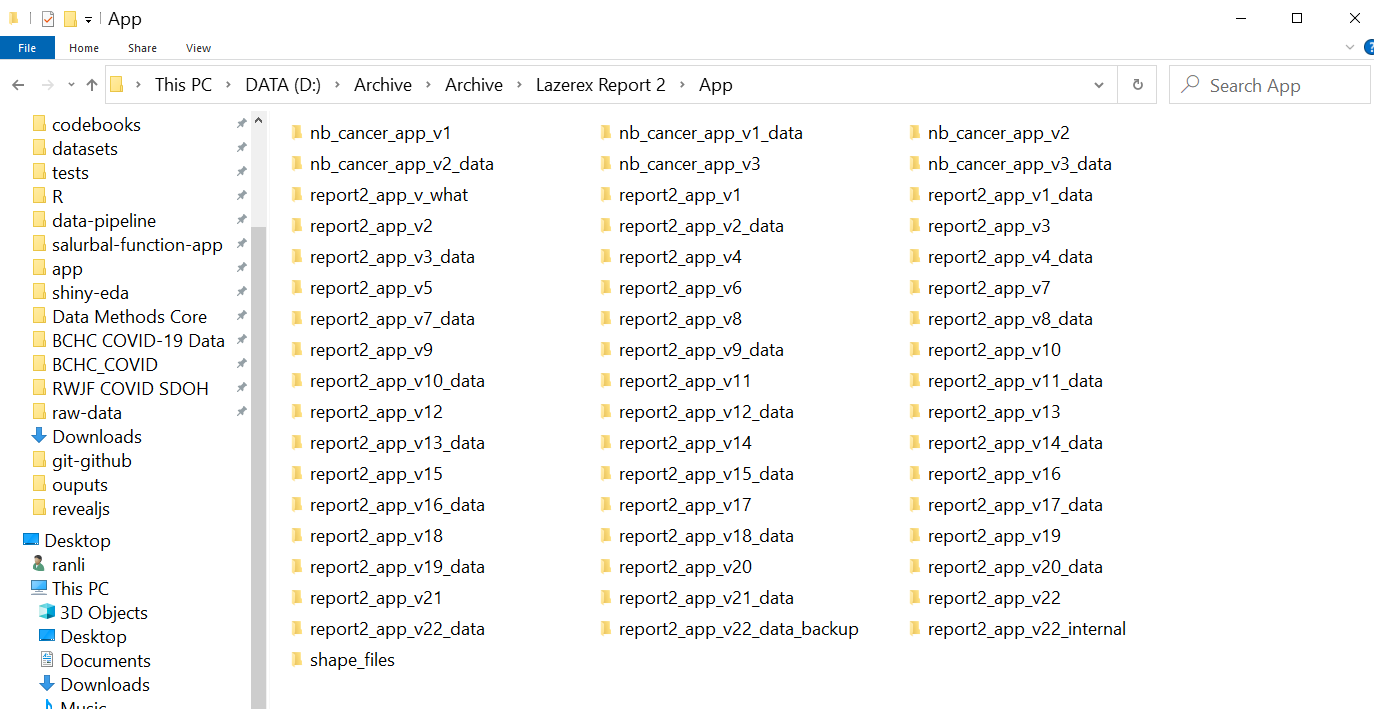 App
File Home Share View
This PC DATA (D:) Archive Archive Lazerex Report 2 App
Search App
codebooks
datasets
tests
R
data-pipeline
salurbal-function-app
app
shiny-eda
Data Methods Core
BCHC COVID-19 Data
BCHC_COVID
RWJF COVID SDOH
raw-data
Downloads
git-github
ouputs
revealjs
Desktop
ranli
This PC
3D Objects
Desktop
Documents
Downloads
Music
nb_cancer_app_v1 nb_cancer_app_v1_data nb_cancer_app_v2
nb_cancer_app_v2_data nb_cancer_app_v3 nb_cancer_app_v3_data
report2_app_v_what report2_app_v1 report2_app_v1_data
report2_app_v2 report2_app_v2_data report2_app_v3
report2_app_v3_data report2_app_v4 report2_app_v4_data
report2_app_v5 report2_app_v6 report2_app_v7
report2_app_v7_data report2_app_v8 report2_app_v8_data
report2_app_v9 report2_app_v9_data report2_app_v10
report2_app_v10_data report2_app_v11 report2_app_v11_data
report2_app_v12 report2_app_v12_data report2_app_v13
report2_app_v13_data report2_app_v14 report2_app_v14_data
report2_app_v15 report2_app_v15_data report2_app_v16
report2_app_v16_data report2_app_v17 report2_app_v17_data
report2_app_v18 report2_app_v18_data report2_app_v19
report2_app_v19_data report2_app_v20 report2_app_v20_data
report2_app_v21 report2_app_v21_data report2_app_v22
report2_app_v22_data report2_app_v22_data_backup report2_app_v22_internal
shape_files